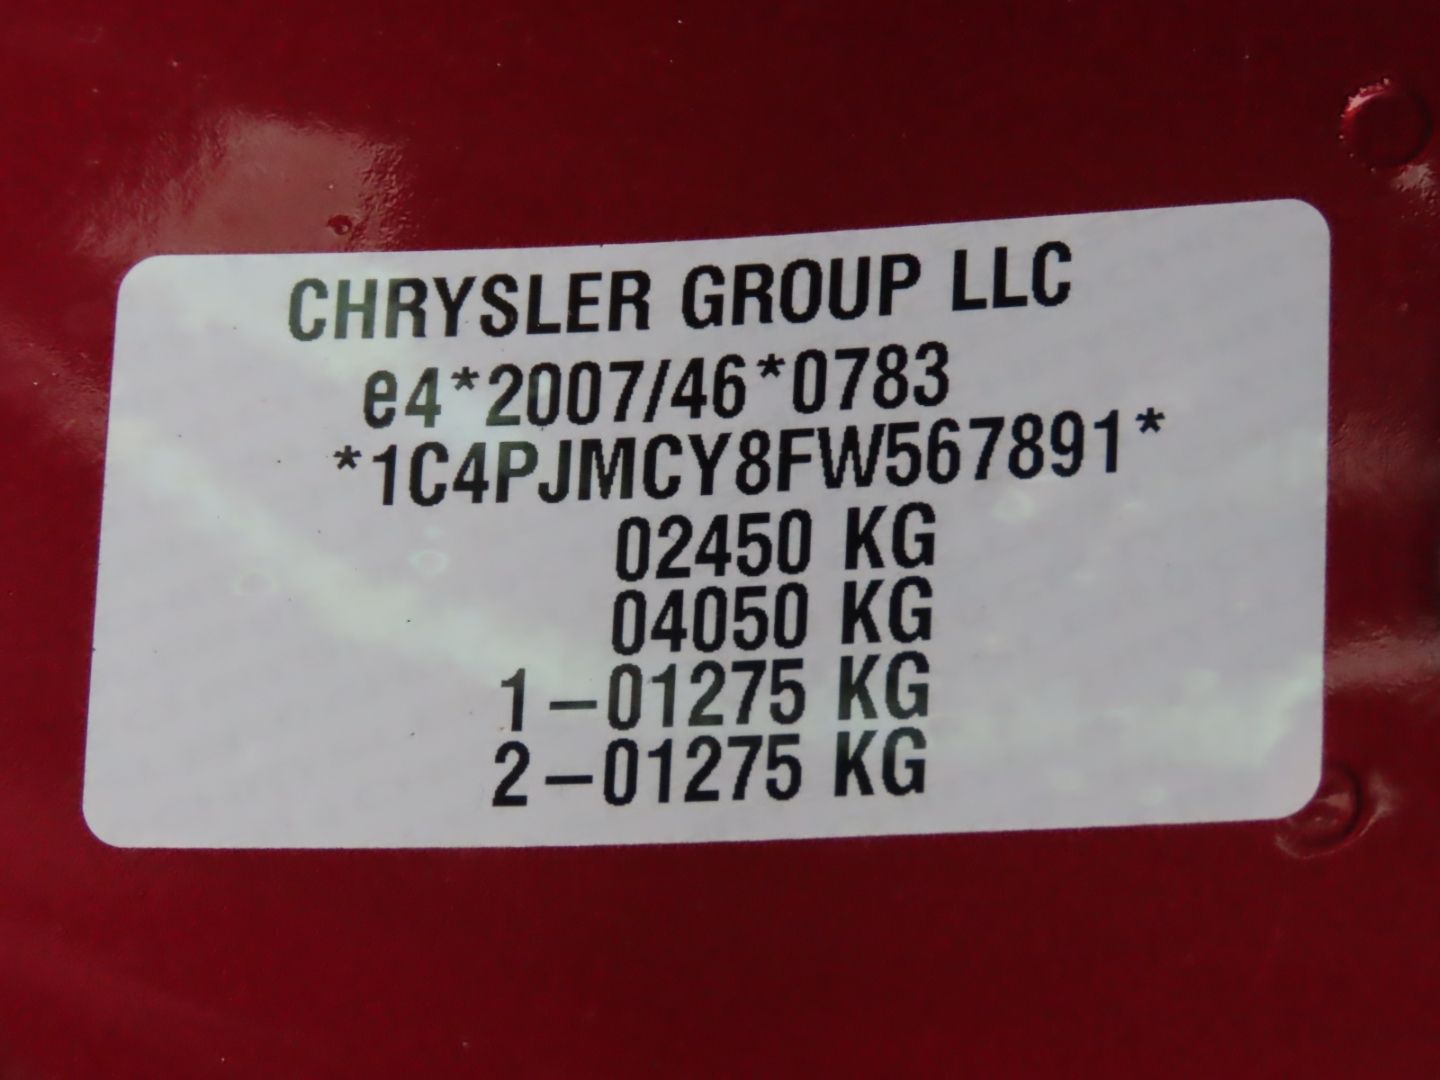 CHRYSLER GROUP LLC
e4*2007/46*0783
*1C4PJMCY8FW567891*
02450 KG
04050 KG
1–01275 KG
2–01275 KG